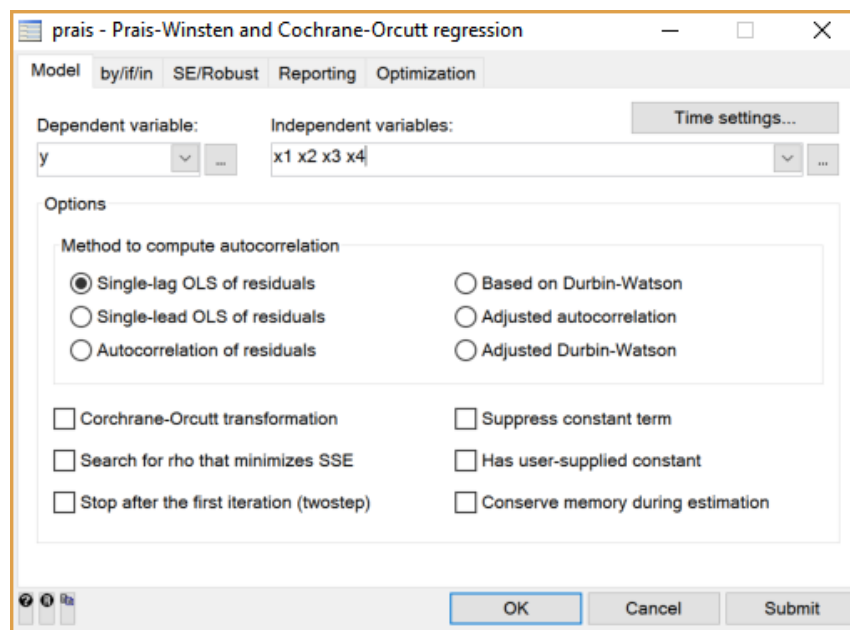 prais - Prais-Winsten and Cochrane-Orcutt regression
Model by/if/in SE/Robust Reporting Optimization
Time settings...
Dependent variable: Independent variables:
y ... x1 x2 x3 x4 ...
Options
Method to compute autocorrelation
Single-lag OLS of residuals Based on Durbin-Watson
Single-lead OLS of residuals Adjusted autocorrelation
Autocorrelation of residuals Adjusted Durbin-Watson
Corchrane-Orcutt transformation Suppress constant term
Search for rho that minimizes SSE Has user-supplied constant
Stop after the first iteration (twostep) Conserve memory during estimation
? R OK Cancel Submit